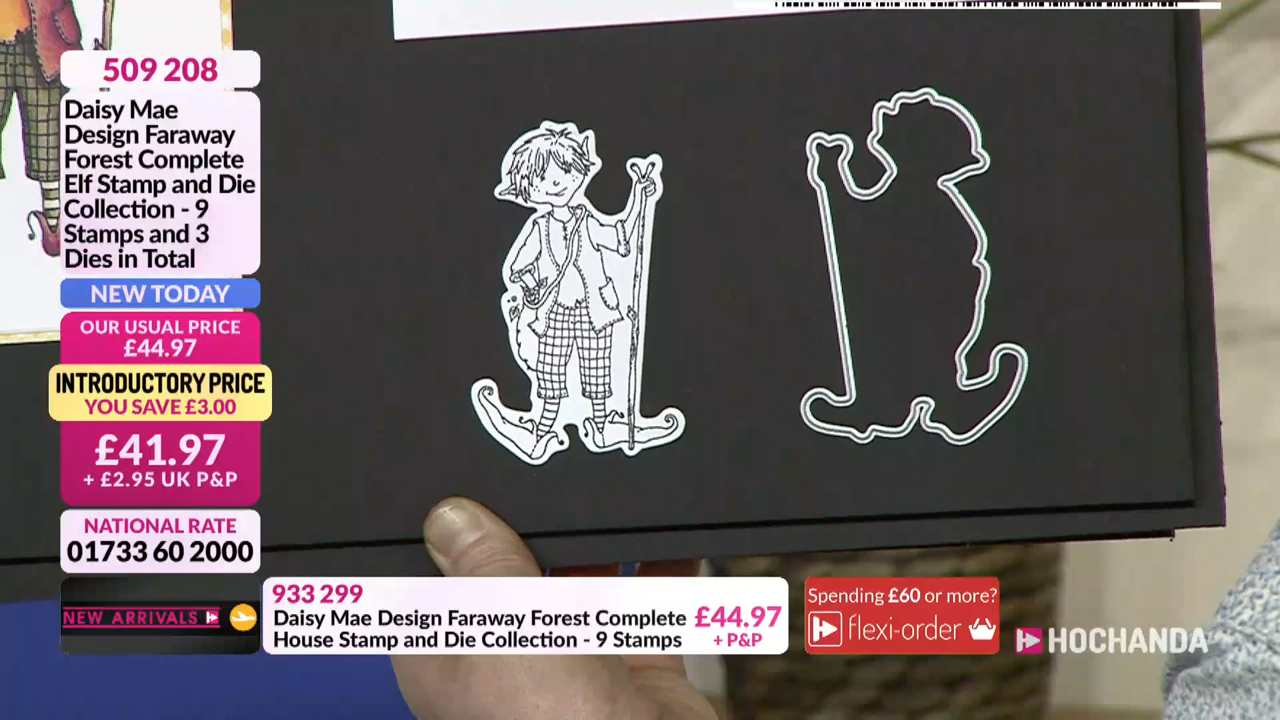 509 208
Daisy Mae
Design Faraway
Forest Complete
Elf Stamp and Die
Collection - 9
Stamps and 3
Dies in Total
NEW TODAY
OUR USUAL PRICE
£44.97
INTRODUCTORY PRICE
YOU SAVE £3.00
£41.97
+ £2.95 UK P&P
NATIONAL RATE
01733 60 2000
NEW ARRIVALS
933 299
Daisy Mae Design Faraway Forest Complete
House Stamp and Die Collection - 9 Stamps
£44.97
+ P&P
Spending £60 or more?
flexi-order
HOCHANDA